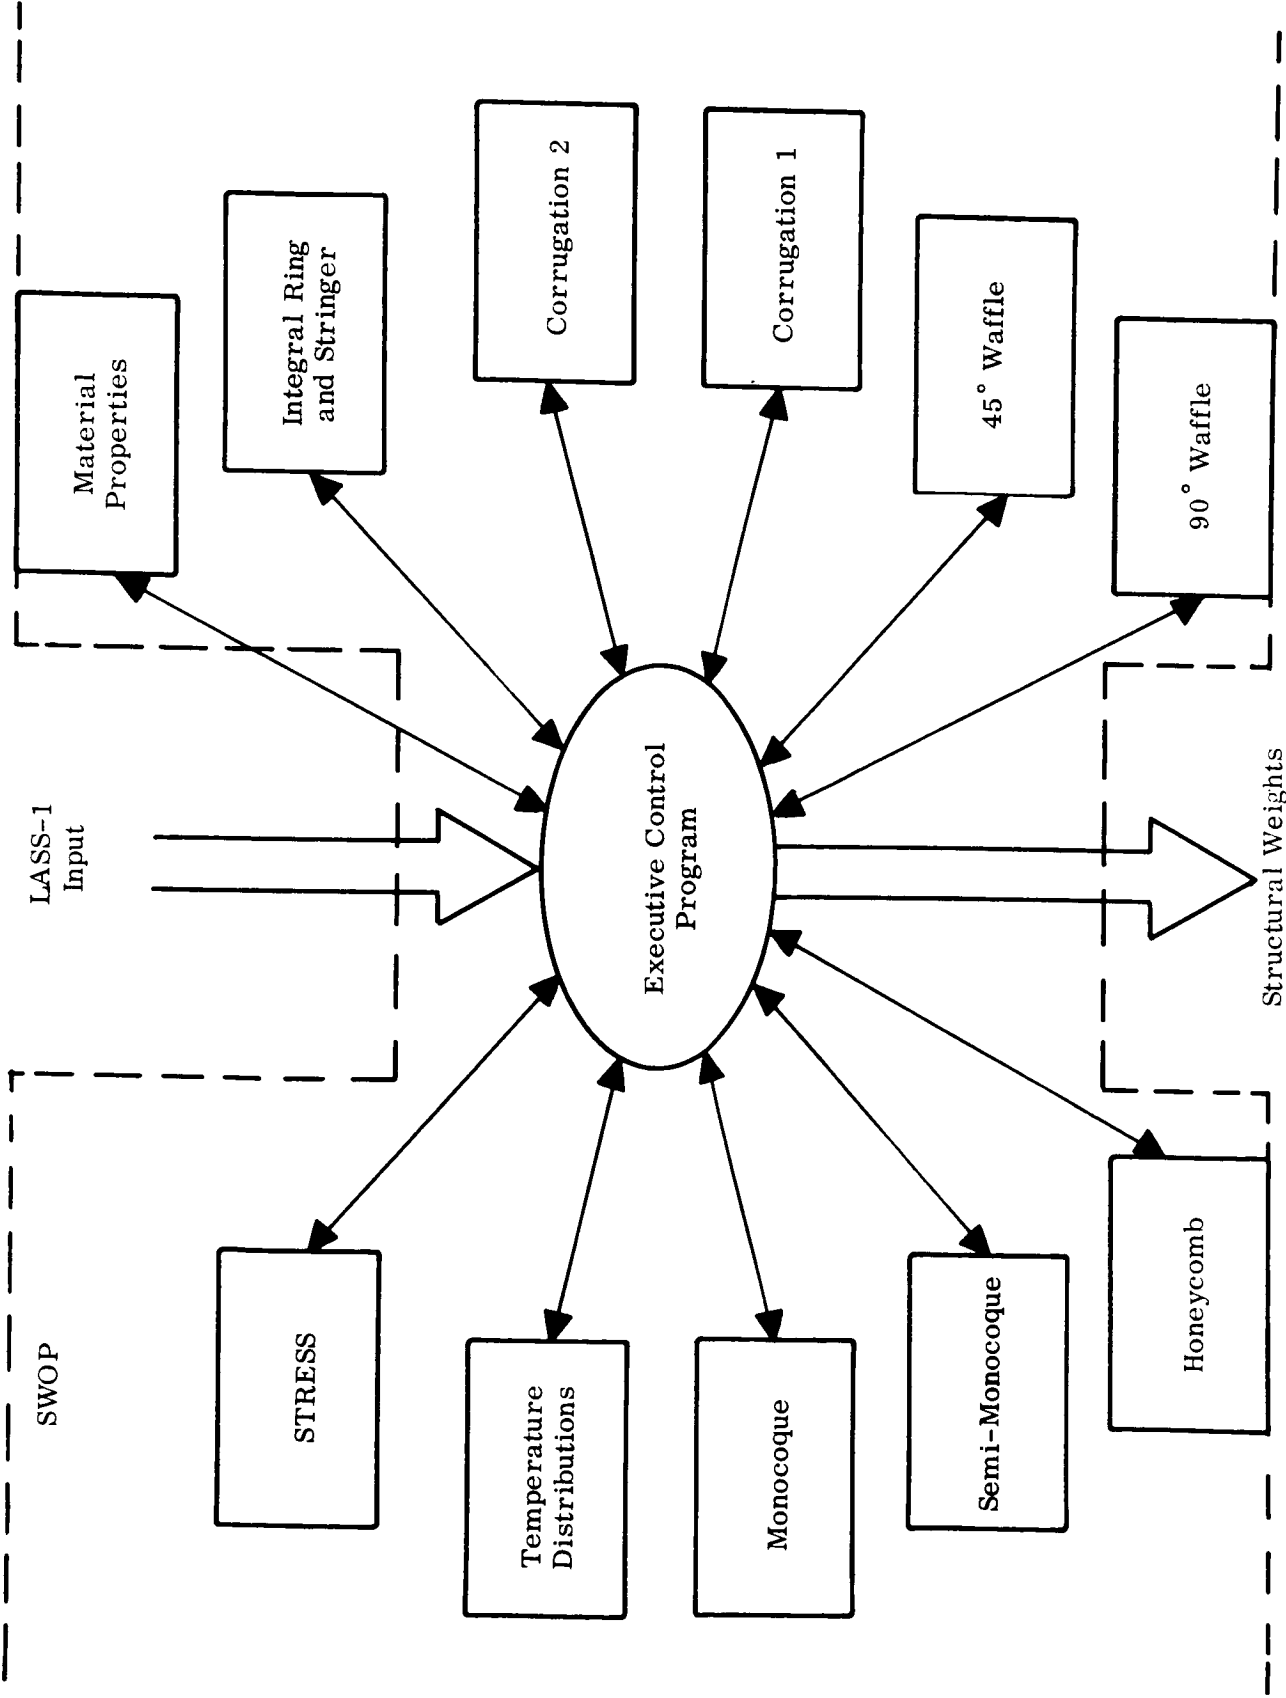 SWOP
LASS-1
Input
Material
Properties
STRESS
Integral Ring
and Stringer
Temperature
Distributions
Corrugation 2
Executive Control
Program
Monocoque
Corrugation 1
Semi-Monocoque
45° Waffle
Honeycomb
90° Waffle
Structural Weights